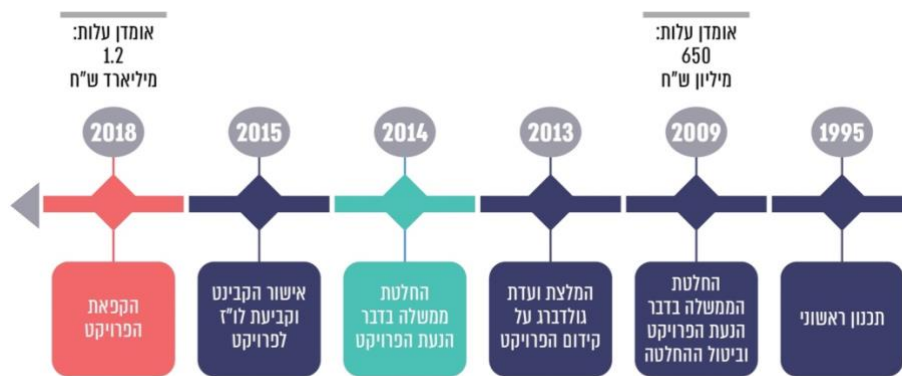 אומדן עלות:
650
מיליון ש"ח
אומדן עלות:
1.2
מיליארד ש"ח
1995
2009
2013
2014
2015
2018
תכנון ראשוני
החלטת
הממשלה בדבר
הנעת הפרויקט
וביטול ההחלטה
המלצת ועדת
גולדברג על
קידום הפרויקט
החלטת
ממשלה בדבר
הנעת הפרויקט
אישור הקבינט
וקביעת לו"ז
לפרויקט
הקפאת
הפרויקט